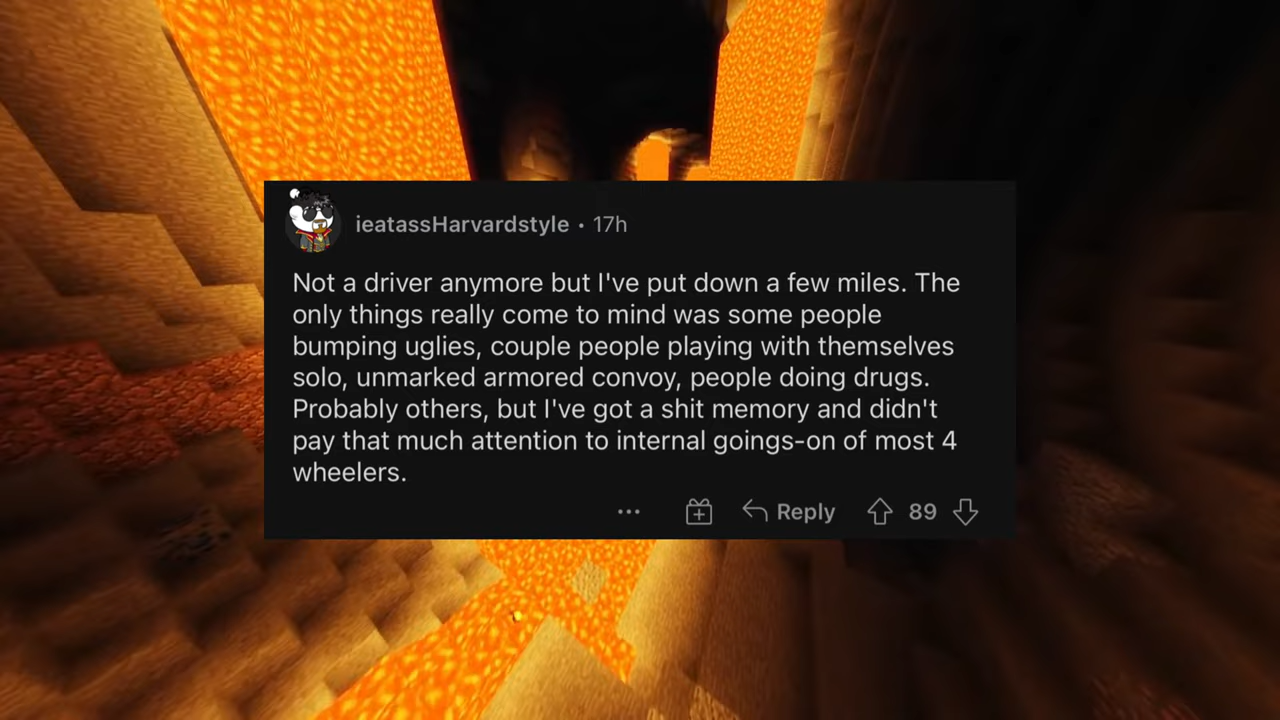 ieatassHarvardstyle • 17h
Not a driver anymore but I've put down a few miles. The
only things really come to mind was some people
bumping uglies, couple people playing with themselves
solo, unmarked armored convoy, people doing drugs.
Probably others, but I've got a shit memory and didn't
pay that much attention to internal goings-on of most 4
wheelers.
... Reply 89